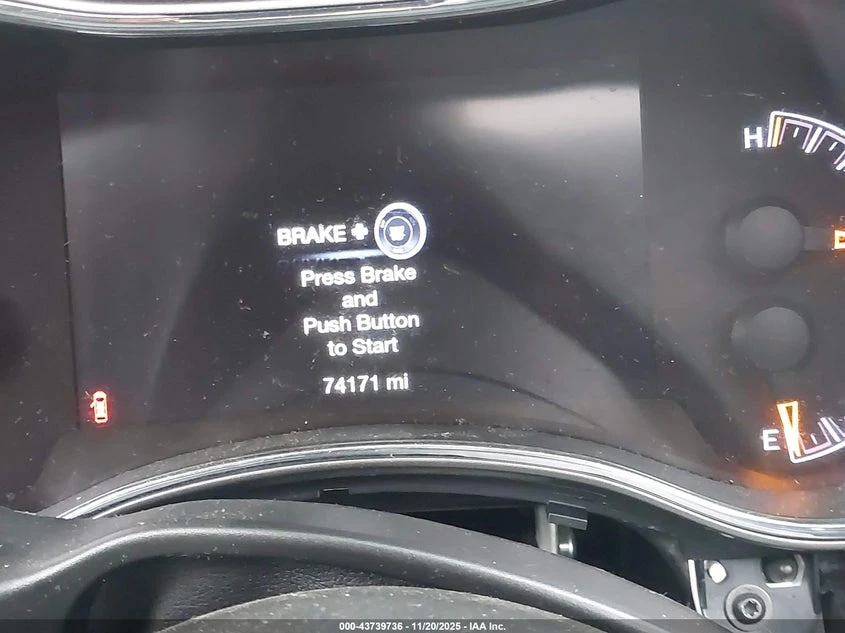 H
BRAKE +
Press Brake
and
Push Button
to Start
74171 mi
E
000-43739736 - 11/20/2025 - IAA Inc.